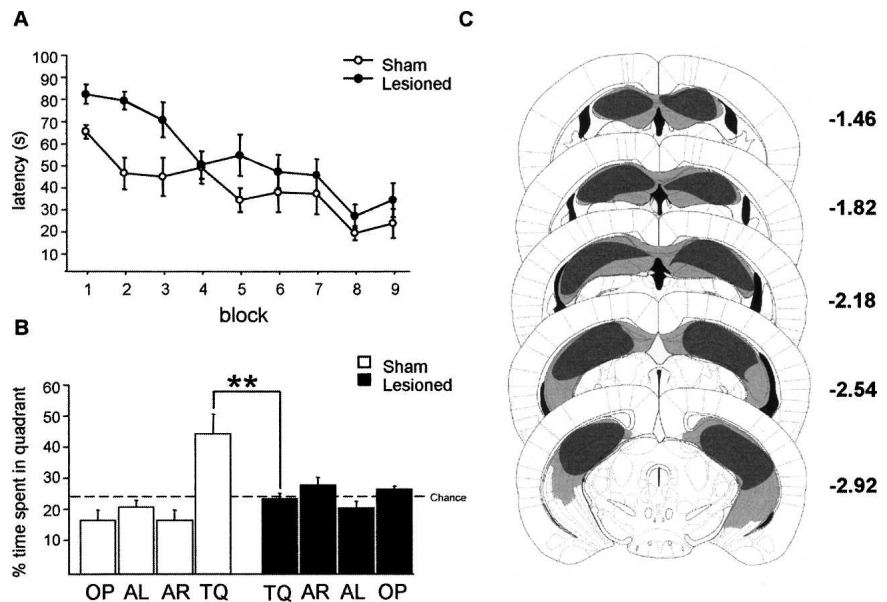 A
100
90
80
70
60
50
40
30
20
10
latency (s)
Sham
Lesioned
1 2 3 4 5 6 7 8 9
block
B
60
50
40
30
20
10
% time spent in quadrant
Sham
Lesioned
**
Chance
OP AL AR TQ TQ AR AL OP
C
-1.46
-1.82
-2.18
-2.54
-2.92